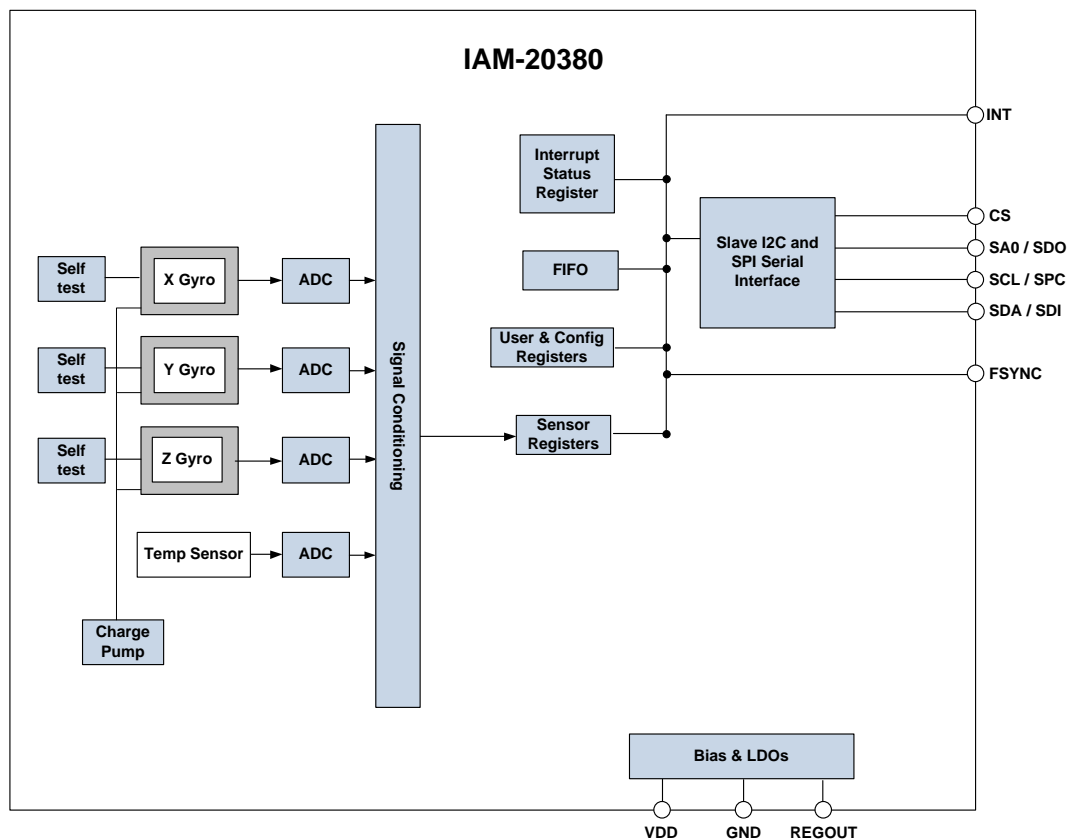 IAM-20380
INT
Interrupt
Status
Register
CS
Slave I2C and
SPI Serial
Interface
SA0 / SDO
Self
test
X Gyro
ADC
FIFO
SCL / SPC
SDA / SDI
User & Config
Registers
Self
test
Y Gyro
ADC
Signal Conditioning
FSYNC
Sensor
Registers
Self
test
Z Gyro
ADC
Temp Sensor
ADC
Charge
Pump
Bias & LDOs
VDD
GND
REGOUT